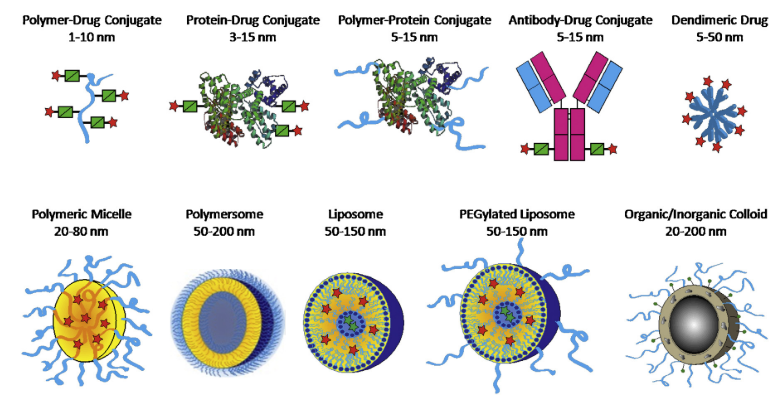 Polymer-Drug Conjugate
1-10 nm
Protein-Drug Conjugate
3-15 nm
Polymer-Protein Conjugate
5-15 nm
Antibody-Drug Conjugate
5-15 nm
Dendimeric Drug
5-50 nm
Polymeric Micelle
20-80 nm
Polymersome
50-200 nm
Liposome
50-150 nm
PEGylated Liposome
50-150 nm
Organic/Inorganic Colloid
20-200 nm